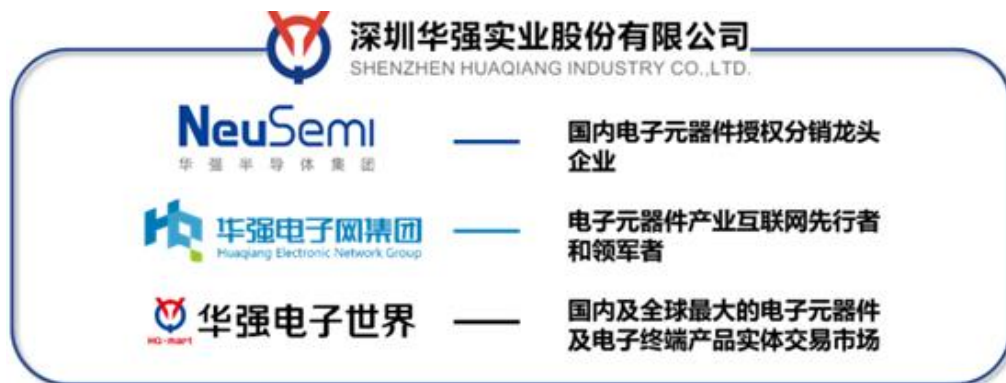 深圳华强实业股份有限公司
SHENZHEN HUAQIANG INDUSTRY CO.,LTD.
NeuSemi
华强半导体集团
国内电子元器件授权分销龙头
企业
华强电子网集团
Huaqiang Electronic Network Group
电子元器件产业互联网先行者
和领军者
HQ-mart
华强电子世界
国内及全球最大的电子元器件
及电子终端产品实体交易市场